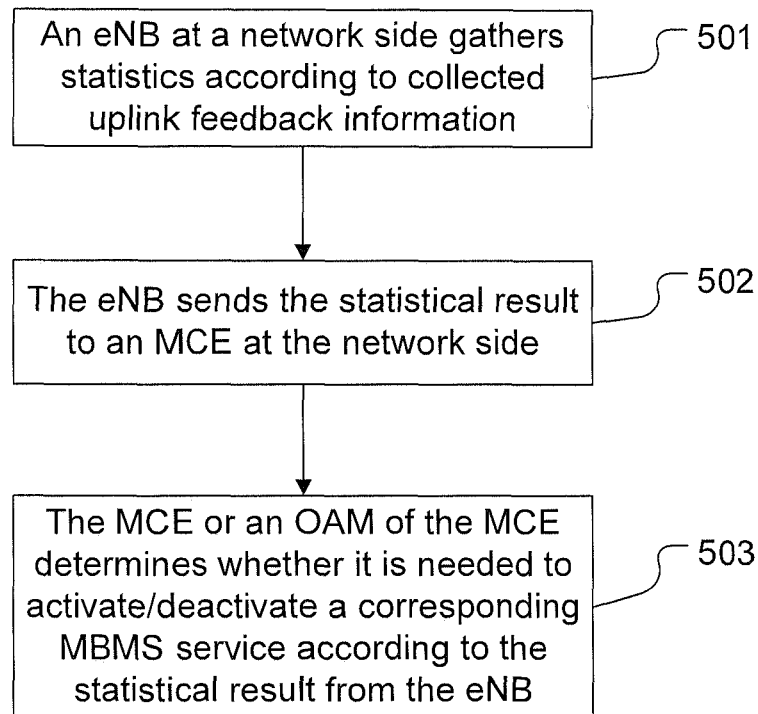 An eNB at a network side gathers
statistics according to collected
uplink feedback information
501
The eNB sends the statistical result
to an MCE at the network side
502
The MCE or an OAM of the MCE
determines whether it is needed to
activate/deactivate a corresponding
MBMS service according to the
statistical result from the eNB
503